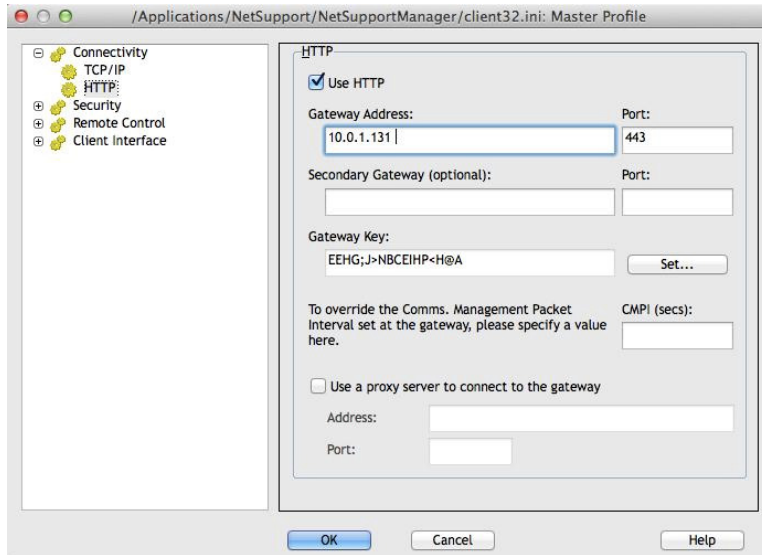 /Applications/NetSupport/NetSupportManager/client32.ini: Master Profile
Connectivity
TCP/IP
HTTP
Security
Remote Control
Client Interface
HTTP
Use HTTP
Gateway Address:
Port:
10.0.1.131
443
Secondary Gateway (optional):
Port:
Gateway Key:
EEHG;J>NBCEIHP<H@A
Set...
To override the Comms. Management Packet
Interval set at the gateway, please specify a value
here.
CMPI (secs):
Use a proxy server to connect to the gateway
Address:
Port:
OK
Cancel
Help